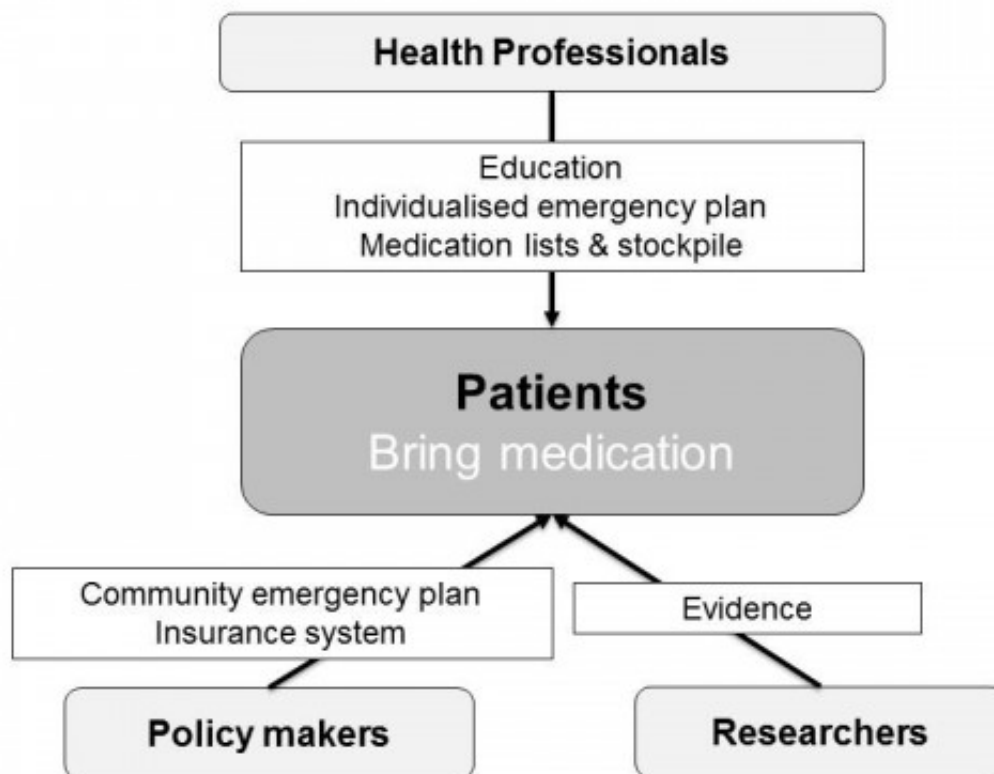 Health Professionals
Education
Individualised emergency plan
Medication lists & stockpile
Patients
Bring medication
Community emergency plan
Insurance system
Evidence
Policy makers
Researchers